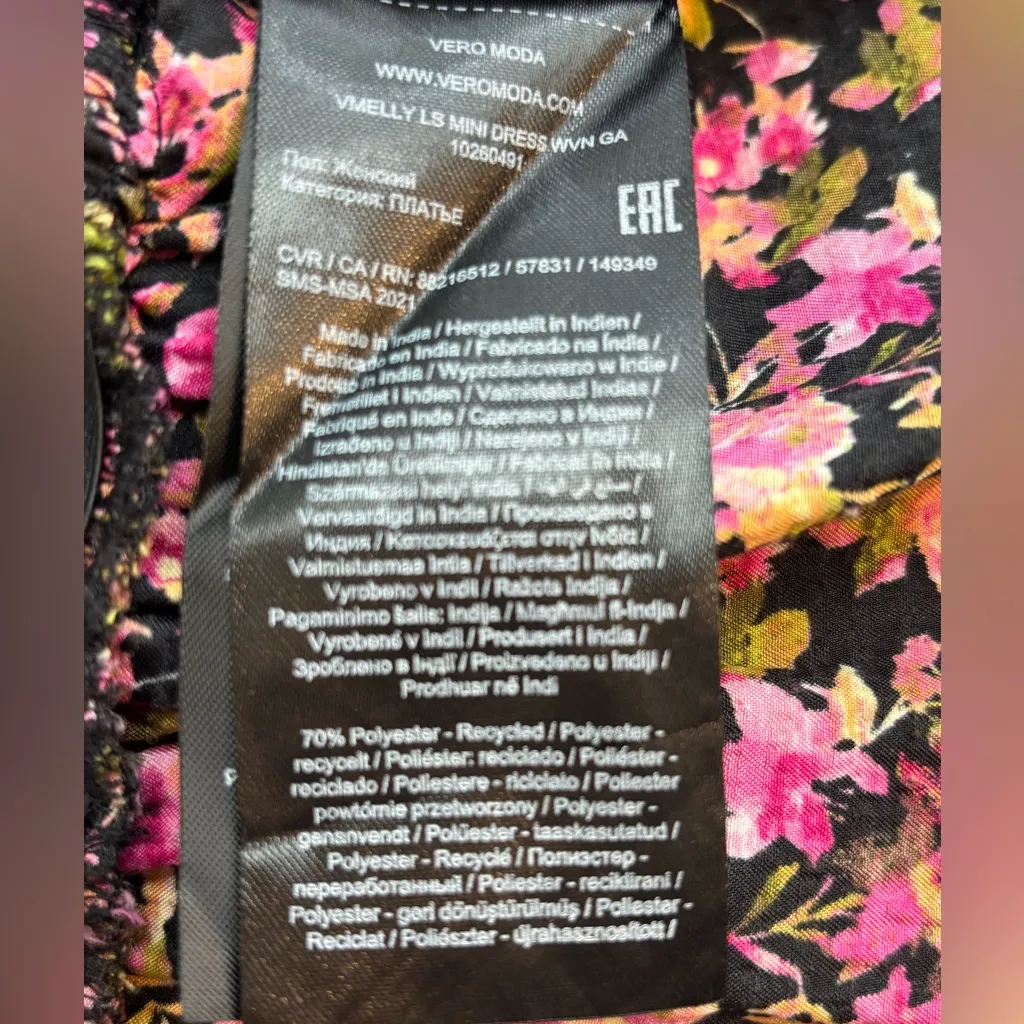 VERO MODA
WWW.VEROMODA.COM
VMELLY LS MINI DRESS WVN GA
10260491
Пол: Женский
Категория: ПЛАТЬЕ
EAC
CVR / CA / RN: 88216512 / 57831 / 149349
SMS-MSA 2021
Made in India / Hergestellt in Indien /
Fabricado en India / Fabricado na Índia /
Prodotto in India / Wyprodukowano w Indie /
Fremstillet i Indien / Valmistettu Intiassa /
Fabriqué en Inde / Сделано в Индии /
Izrađeno u Indiji / Narejeno v Indiji /
Hindistan'da Üretilmiştir / Fabricat în India /
Származási hely: India /
Vervaardigd in India / Произведено в
Индия / Κατασκευάζεται στην Ινδία /
Valmistusmaa India / Tillverkad i Indien /
Vyrobeno v Indii / Ražots Indijā /
Pagaminimo šalis: Indija / Magħmul fl-Indja /
Vyrobené v Indii / Produsert i India /
Зроблено в Індії / Proizvedeno u Indiji /
Prodhuar në Indi
70% Polyester - Recycled / Polyester -
recycelt / Poliéster: reciclado / Poliéster -
reciclado / Poliestere - riciclato / Poliester
powtórnie przetworzony / Polyester -
genanvendt / Polüester - taaskasutatud /
Polyester - Recyclé / Полиэстер -
переработанный / Poliester - reciklirani /
Polyester - geri dönüştürülmüş / Poliester -
Reciclat / Poliészter - újrahasznosított /